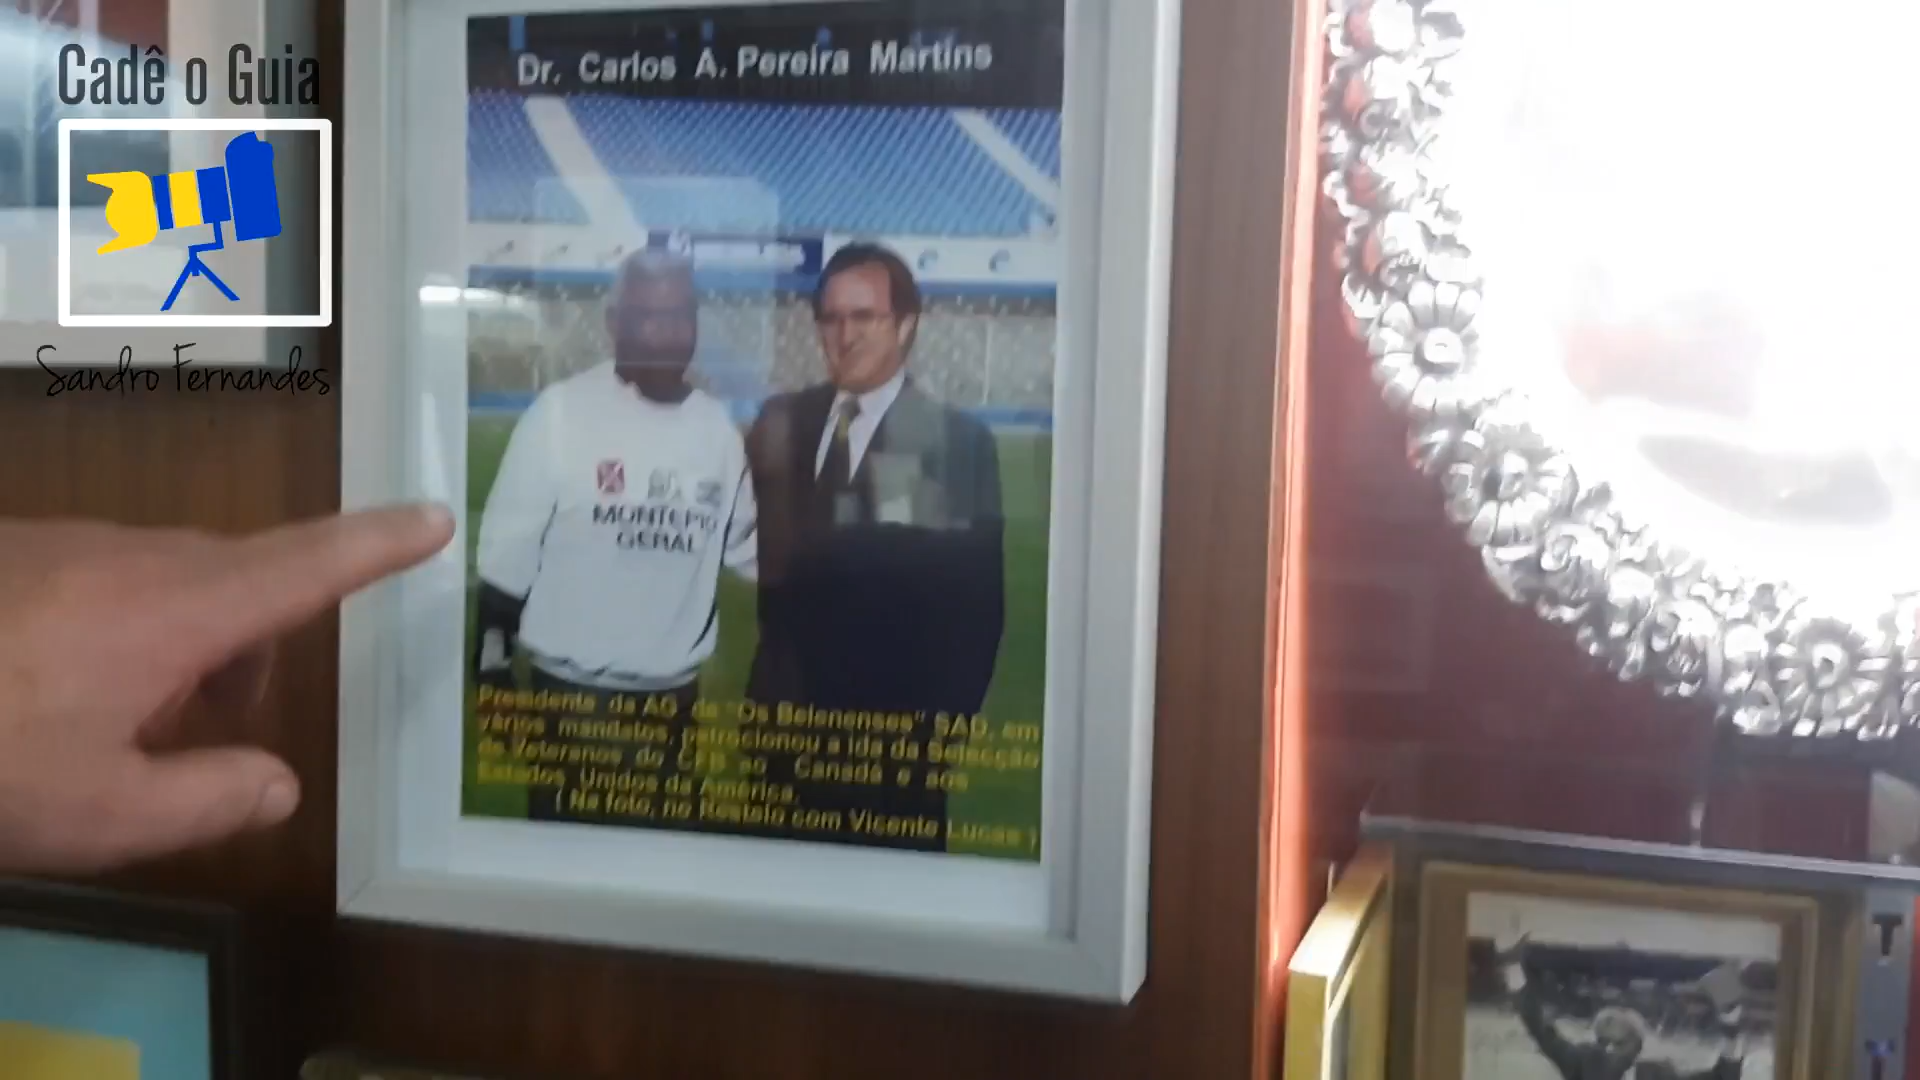 Cadê o Guia
Sandro Fernandes
Dr. Carlos A. Pereira Martins
MONTEPIO
GERAL
Presidente da AG da "Os Belenenses" SAD, em
vários mandatos, patrocionou a ida da Selecção
de Veteranos do CFB ao Canadá e aos
Estados Unidos da América.
( Na foto, no Restelo com Vicente Lucas )
T